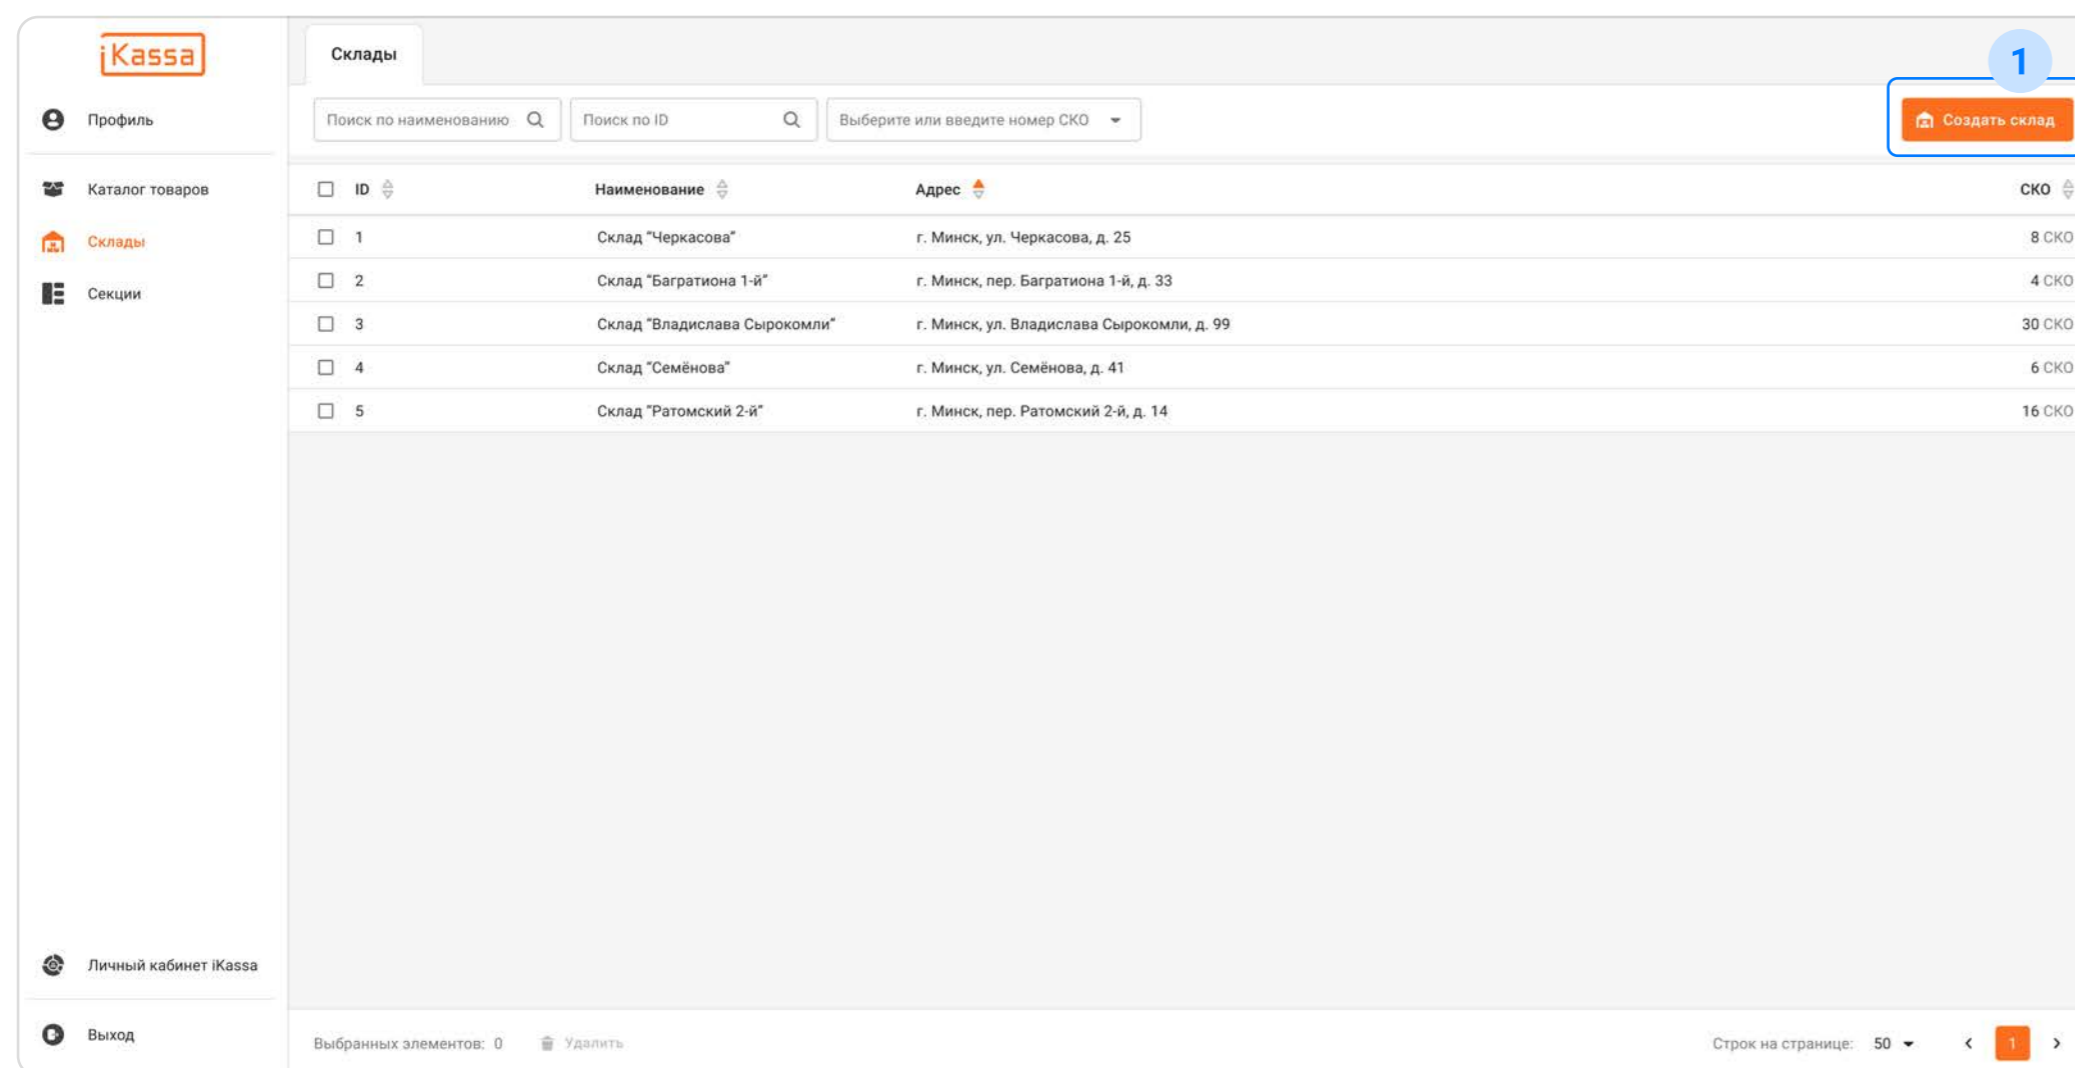 iKassa
Склады
1
Профиль
Поиск по наименованию
Поиск по ID
Выберите или введите номер СКО
Создать склад
Каталог товаров
ID
Наименование
Адрес
СКО
Склады
1
Склад "Черкасова"
г. Минск, ул. Черкасова, д. 25
8 СКО
2
Склад "Багратиона 1-й"
г. Минск, пер. Багратиона 1-й, д. 33
4 СКО
Секции
3
Склад "Владислава Сырокомли"
г. Минск, ул. Владислава Сырокомли, д. 99
30 СКО
4
Склад "Семёнова"
г. Минск, ул. Семёнова, д. 41
6 СКО
5
Склад "Ратомский 2-й"
г. Минск, пер. Ратомский 2-й, д. 14
16 СКО
Личный кабинет iKassa
Выход
Выбранных элементов: 0
Удалить
Строк на странице: 50
1